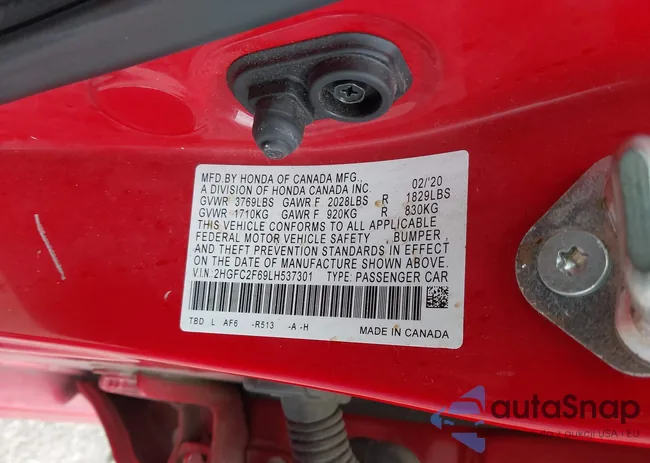 MFD.BY HONDA OF CANADA MFG.,
A DIVISION OF HONDA CANADA INC. 02/'20
GVWR 3769LBS GAWR F 2028LBS R 1829LBS
GVWR 1710KG GAWR F 920KG R 830KG
THIS VEHICLE CONFORMS TO ALL APPLICABLE
FEDERAL MOTOR VEHICLE SAFETY , BUMPER ,
AND THEFT PREVENTION STANDARDS IN EFFECT
ON THE DATE OF MANUFACTURE SHOWN ABOVE.
V.I.N: 2HGFC2F69LH537301 TYPE: PASSENGER CAR
TBD L AF6 -R513 -A -H MADE IN CANADA
autoSnap